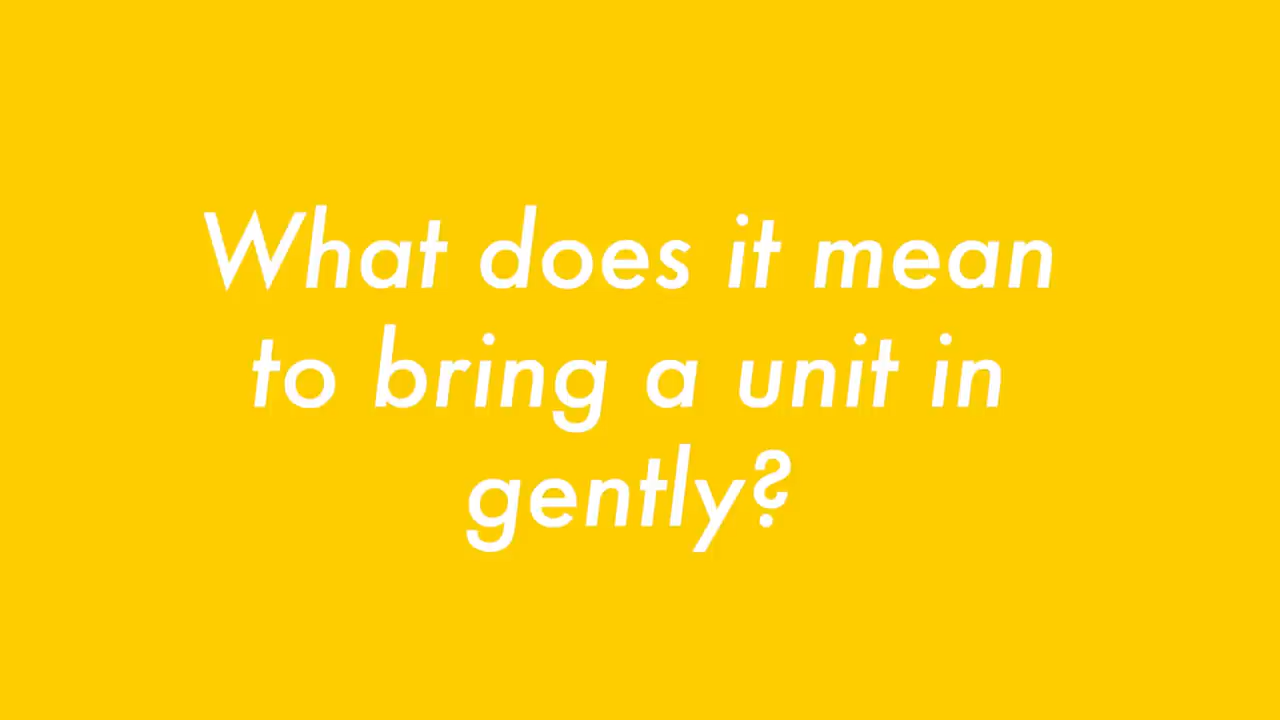 What does it mean
to bring a unit in
gently?